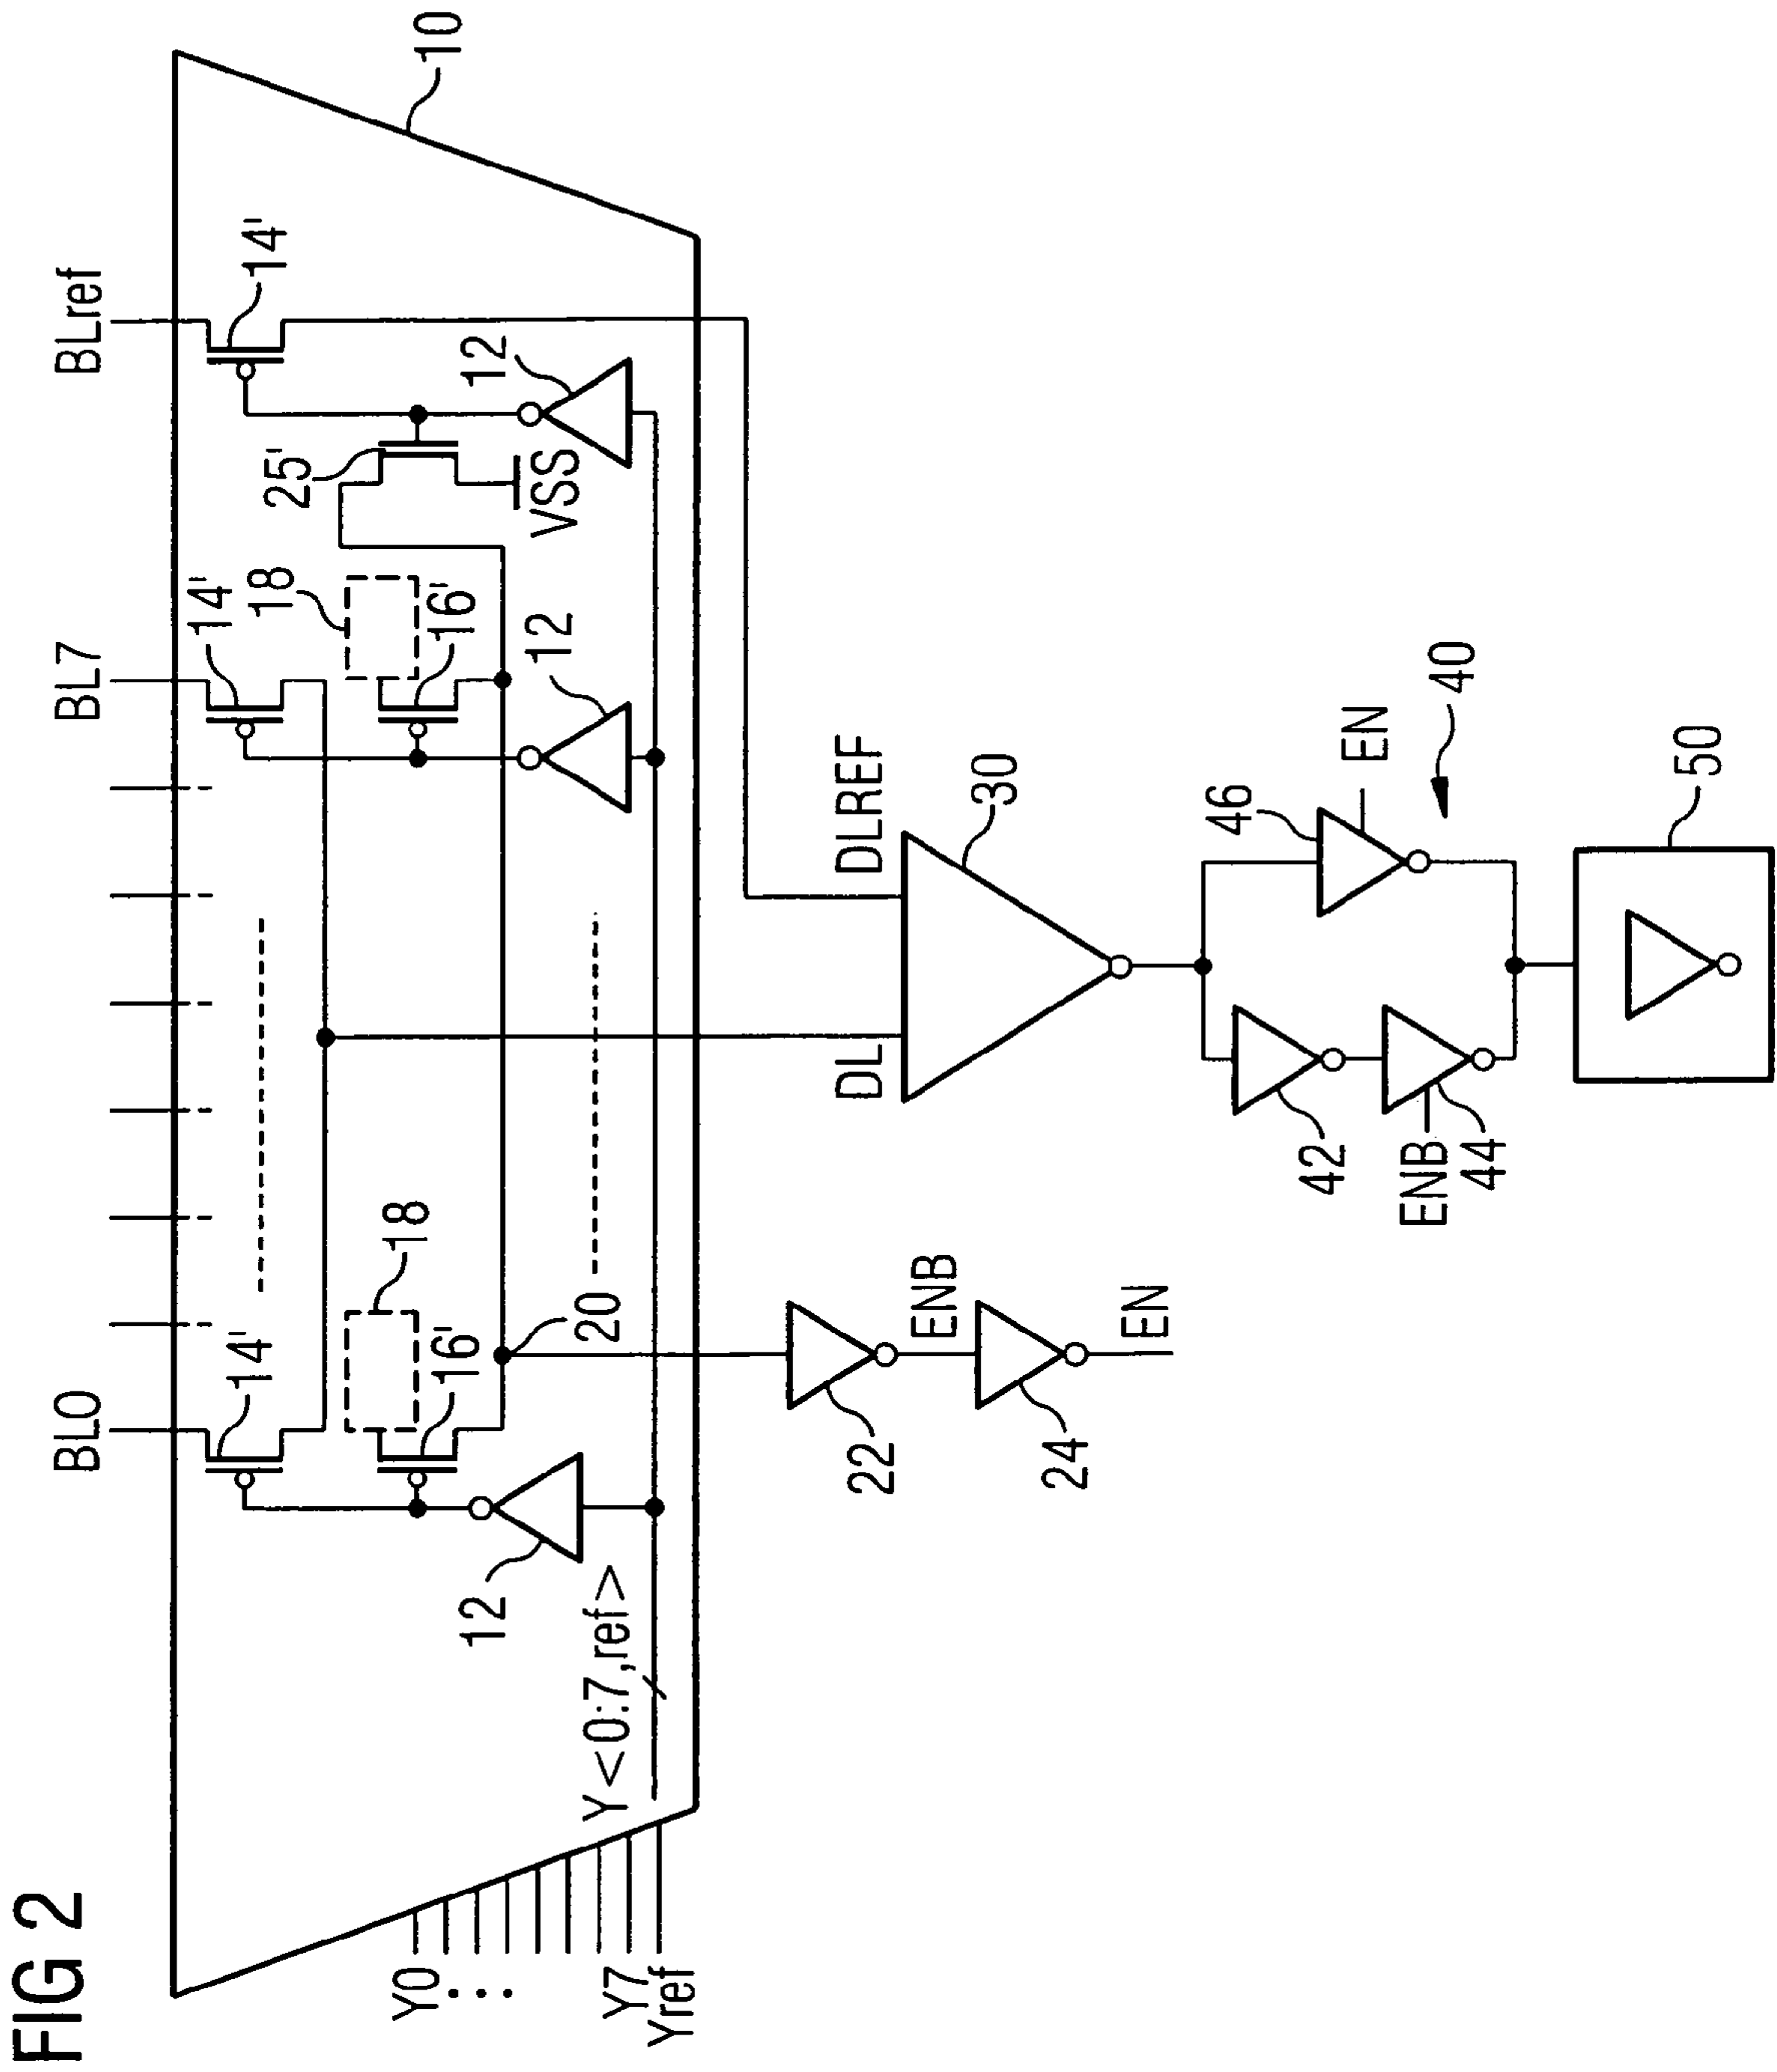 FIG 2
BL0
BL7
BLref
14'
14'
14'
10
18
18
25'
16'
16'
12
12
12
VSS
20
Y<0:7,ref>
Y0
Y7
Yref
DL
DLREF
30
22
ENB
24
EN
42
ENB
44
46
EN
40
50